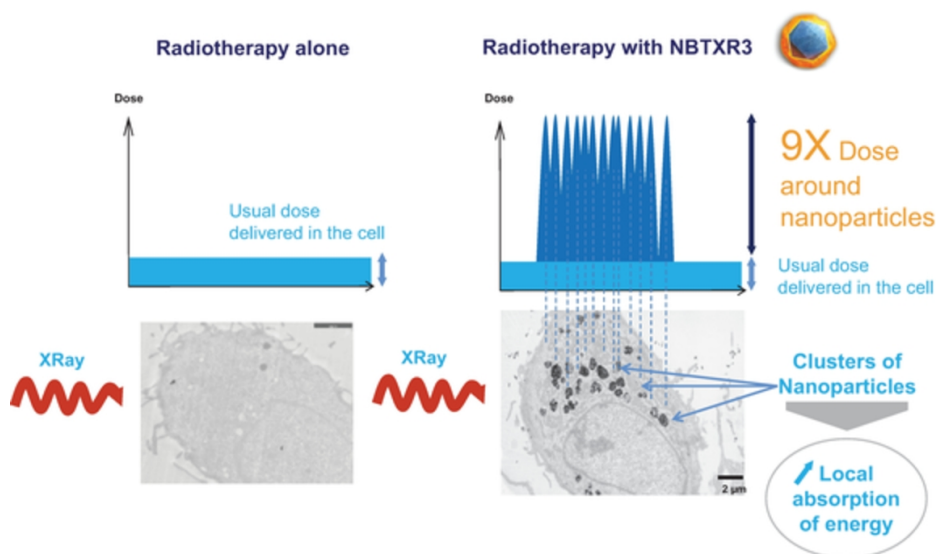 Radiotherapy alone
Dose
Usual dose
delivered in the cell
XRay
Radiotherapy with NBTXR3
Dose
9X Dose
around
nanoparticles
Usual dose
delivered in the cell
XRay
Clusters of
Nanoparticles
2 µm
Local
absorption
of energy